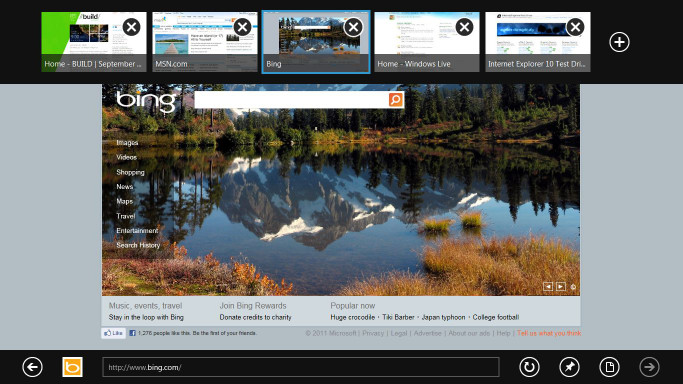 /build/
Home - BUILD | September ...
MSN.com
Bing
Home - Windows Live
Internet Explorer 10 Test Dri...
bing
Images
Videos
Shopping
News
Maps
Travel
Entertainment
Search History
Music, events, travel
Stay in the loop with Bing
Join Bing Rewards
Donate credits to charity
Popular now
Huge crocodile · Tiki Barber · Japan typhoon · College football
Like
1,276 people like this. Be the first of your friends.
© 2011 Microsoft | Privacy | Legal | Advertise | About our ads | Help | Tell us what you think
http://www.bing.com/